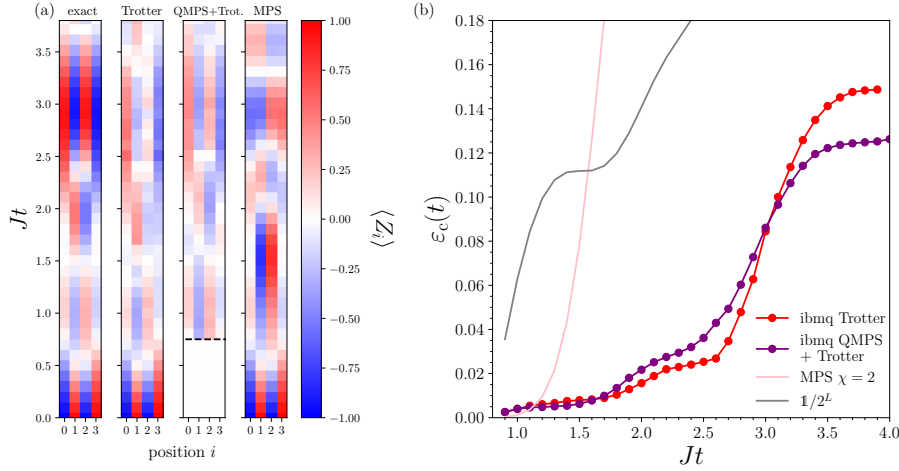 (a)
exact
Trotter
QMPS+Trot.
MPS
Jt
3.5
3.0
2.5
2.0
1.5
1.0
0.5
0.0
0 1 2 3
0 1 2 3
0 1 2 3
0 1 2 3
position i
1.00
0.75
0.50
0.25
0.00
−0.25
−0.50
−0.75
−1.00
⟨Z_i⟩
(b)
ε_c(t)
0.18
0.16
0.14
0.12
0.10
0.08
0.06
0.04
0.02
0.00
1.0 1.5 2.0 2.5 3.0 3.5 4.0
Jt
ibmq Trotter
ibmq QMPS
+ Trotter
MPS χ = 2
𝟙/2^L